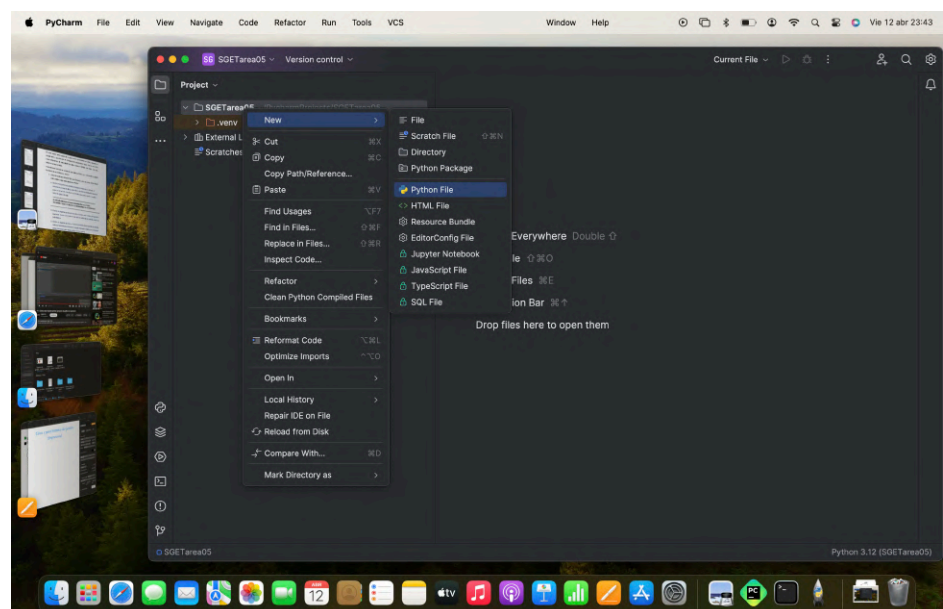 PyCharm File Edit View Navigate Code Refactor Run Tools VCS Window Help Vie 12 abr 23:43
SG SGETarea05 Version control Current File
Project
SGETarea05
.venv
External L
Scratches
New
Cut ⌘X
Copy ⌘C
Copy Path/Reference...
Paste ⌘V
Find Usages ⌥F7
Find in Files... ⇧⌘F
Replace in Files... ⇧⌘R
Inspect Code...
Refactor
Clean Python Compiled Files
Bookmarks
Reformat Code ⌥⌘L
Optimize Imports ⌃⌥O
Open In
Local History
Repair IDE on File
Reload from Disk
Compare With... ⌘D
Mark Directory as
File
Scratch File ⇧⌘N
Directory
Python Package
Python File
HTML File
Resource Bundle
EditorConfig File
Jupyter Notebook
JavaScript File
TypeScript File
SQL File
Everywhere Double ⇧
le ⇧⌘O
Files ⌘E
ion Bar ⌘↑
Drop files here to open them
SGETarea05 Python 3.12 (SGETarea05)
12
tv
PC